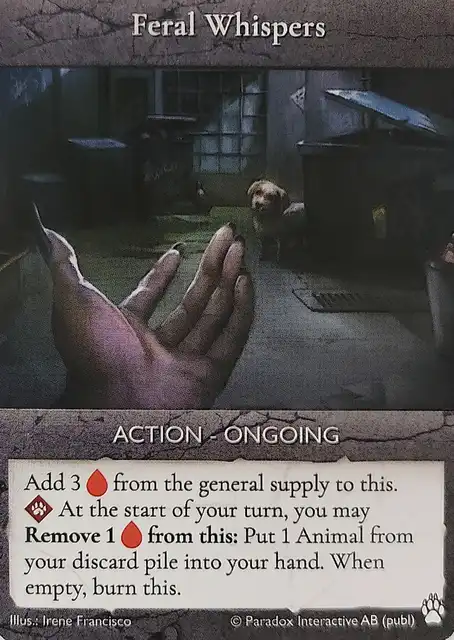 Feral Whispers
ACTION - ONGOING
Add 3 from the general supply to this.
At the start of your turn, you may
Remove 1 from this: Put 1 Animal from
your discard pile into your hand. When
empty, burn this.
Illus.: Irene Francisco
© Paradox Interactive AB (publ)